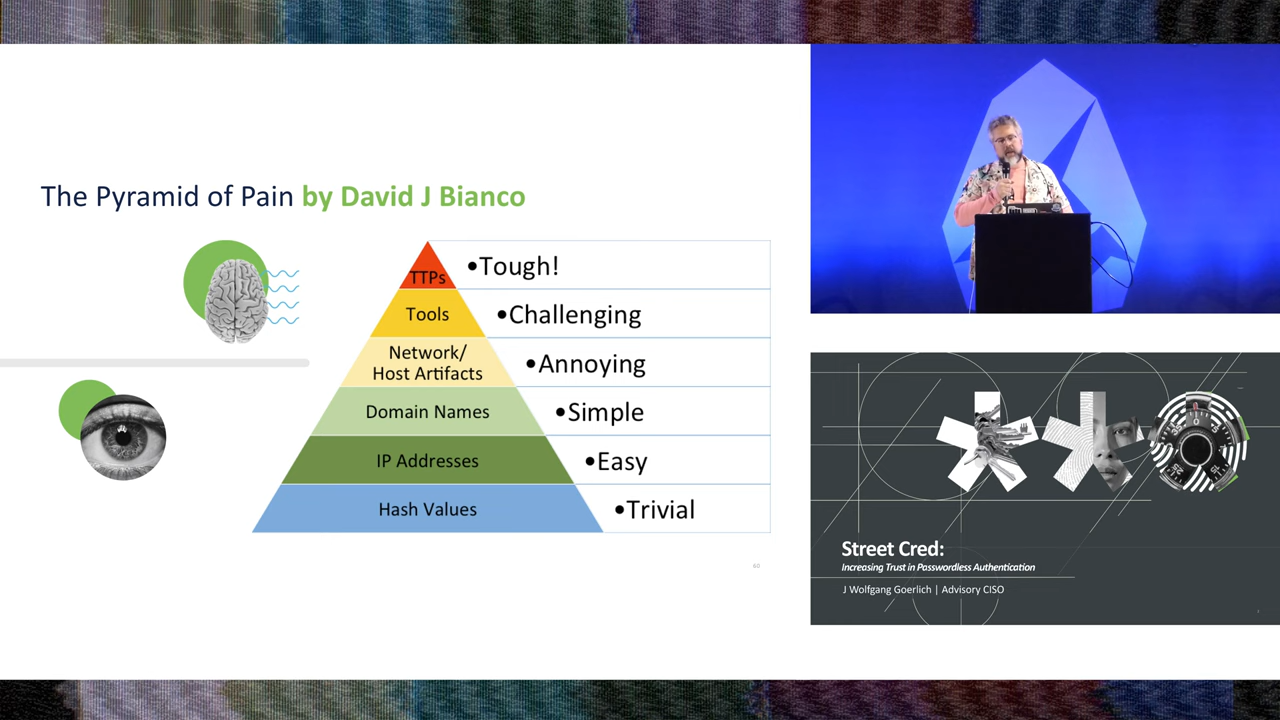 The Pyramid of Pain by David J Bianco
TTPs
•Tough!
Tools
•Challenging
Network/
Host Artifacts
•Annoying
Domain Names
•Simple
IP Addresses
•Easy
Hash Values
•Trivial
60
Street Cred:
Increasing Trust in Passwordless Authentication
J Wolfgang Goerlich | Advisory CISO